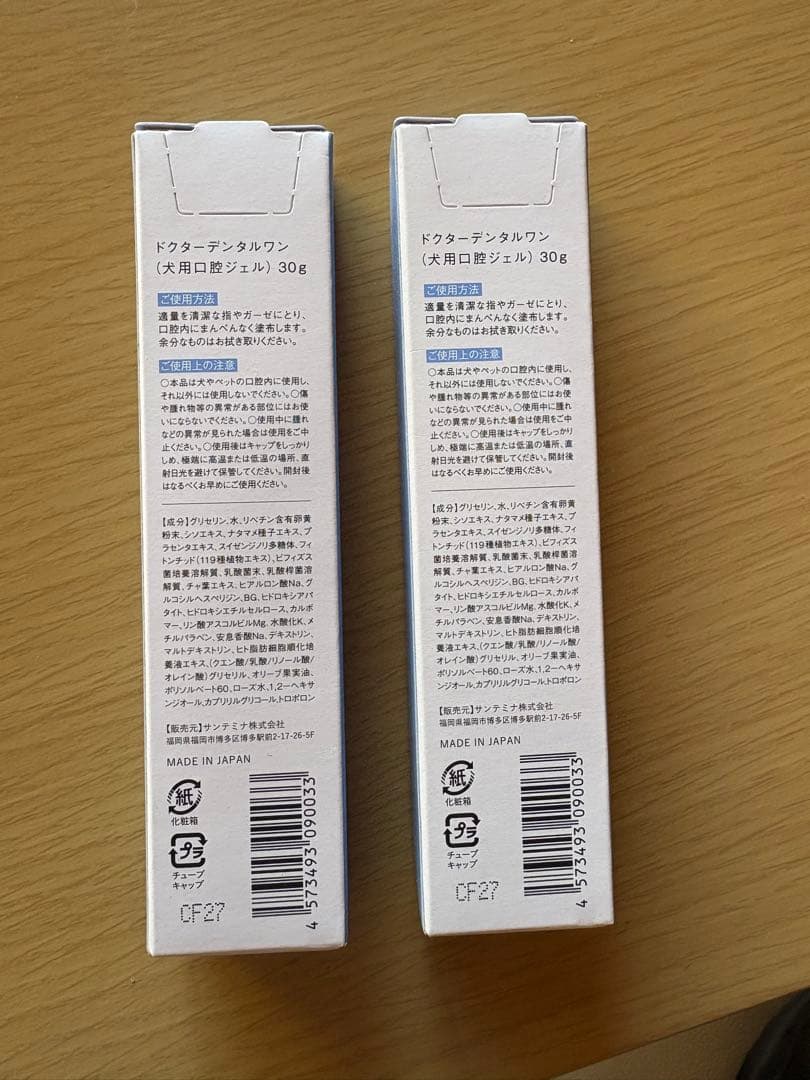 ドクターデンタルワン
(犬用口腔ジェル) 30g
ご使用方法
適量を清潔な指やガーゼにとり、
口腔内にまんべんなく塗布します。
余分なものはお拭き取りください。
ご使用上の注意
○本品は犬やペットの口腔内に使用し、
それ以外には使用しないでください。○傷
や腫れ物等の異常がある部位にはお使
いにならないでください。○使用中に腫れ
などの異常が見られた場合は使用をご中
止ください。○使用後はキャップをしっかり
しめ、極端に高温または低温の場所、直
射日光を避けて保管してください。開封後
はなるべくお早めにご使用ください。
【成分】グリセリン、水、リベチン含有卵黄
粉末、シソエキス、ナタマメ種子エキス、プ
ラセンタエキス、スイゼンジノリ多糖体、フィ
トンチッド(119種植物エキス)、ビフィズス
菌培養溶解質、乳酸菌末、乳酸桿菌溶
解質、チャ葉エキス、ヒアルロン酸Na、グ
ルコシルヘスペリジン、BG、ヒドロキシアパ
タイト、ヒドロキシエチルセルロース、カルボ
マー、リン酸アスコルビルMg、水酸化K、メ
チルパラベン、安息香酸Na、デキストリン、
マルトデキストリン、ヒト脂肪細胞順化培
養液エキス、(クエン酸/乳酸/リノール酸/
オレイン酸)グリセリル、オリーブ果実油、
ポリソルベート60、ローズ水、1,2-ヘキサ
ンジオール、カプリリルグリコール、トロポロン
【販売元】サンテミナ株式会社
福岡県福岡市博多区博多駅前2-17-26-5F
MADE IN JAPAN
紙
化粧箱
プラ
チューブ
キャップ
CF27
4 573493 090033
ドクターデンタルワン
(犬用口腔ジェル) 30g
ご使用方法
適量を清潔な指やガーゼにとり、
口腔内にまんべんなく塗布します。
余分なものはお拭き取りください。
ご使用上の注意
○本品は犬やペットの口腔内に使用し、
それ以外には使用しないでください。○傷
や腫れ物等の異常がある部位にはお使
いにならないでください。○使用中に腫れ
などの異常が見られた場合は使用をご中
止ください。○使用後はキャップをしっかり
しめ、極端に高温または低温の場所、直
射日光を避けて保管してください。開封後
はなるべくお早めにご使用ください。
【成分】グリセリン、水、リベチン含有卵黄
粉末、シソエキス、ナタマメ種子エキス、プ
ラセンタエキス、スイゼンジノリ多糖体、フィ
トンチッド(119種植物エキス)、ビフィズス
菌培養溶解質、乳酸菌末、乳酸桿菌溶
解質、チャ葉エキス、ヒアルロン酸Na、グ
ルコシルヘスペリジン、BG、ヒドロキシアパ
タイト、ヒドロキシエチルセルロース、カルボ
マー、リン酸アスコルビルMg、水酸化K、メ
チルパラベン、安息香酸Na、デキストリン、
マルトデキストリン、ヒト脂肪細胞順化培
養液エキス、(クエン酸/乳酸/リノール酸/
オレイン酸)グリセリル、オリーブ果実油、
ポリソルベート60、ローズ水、1,2-ヘキサ
ンジオール、カプリリルグリコール、トロポロン
【販売元】サンテミナ株式会社
福岡県福岡市博多区博多駅前2-17-26-5F
MADE IN JAPAN
紙
化粧箱
プラ
チューブ
キャップ
CF27
4 573493 090033